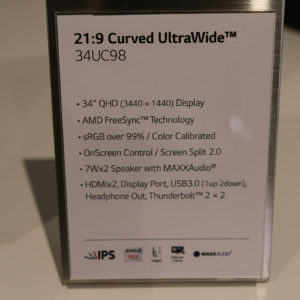 21:9 Curved UltraWide™
34UC98
• 34" QHD (3440 × 1440) Display
• AMD FreeSync™ Technology
• sRGB over 99% / Color Calibrated
• OnScreen Control / Screen Split 2.0
• 7Wx2 Speaker with MAXXAudio®
• HDMIx2, Display Port, USB3.0 (1up 2down),
Headphone Out, Thunderbolt™ 2 × 2
IPS AMD MAXXAUDIO